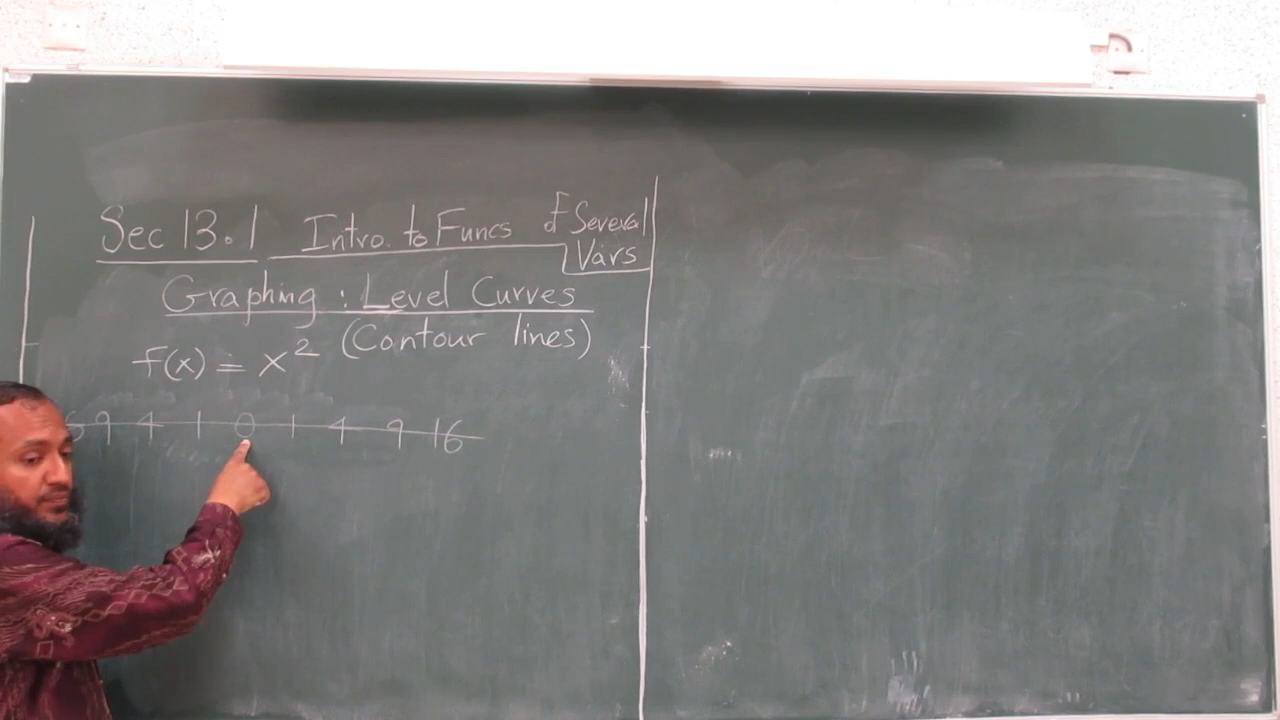 Sec 13.1 Intro. to Funcs of Several
Vars
Graphing : Level Curves
(Contour lines)
f(x) = x²
6 9 4 1 0 1 4 9 16